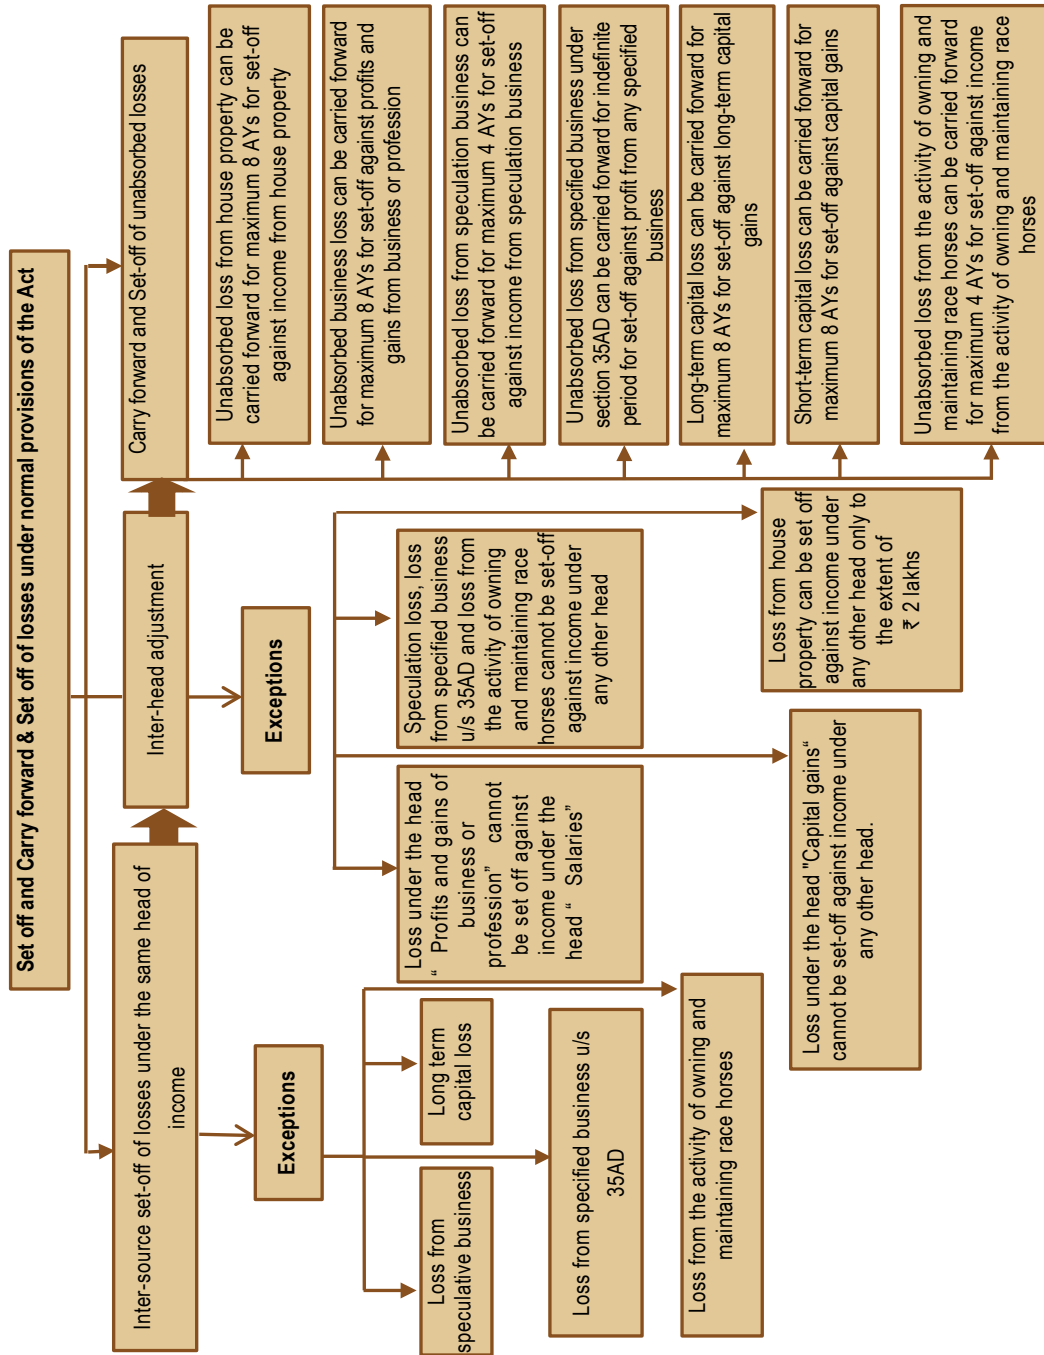 Set off and Carry forward & Set off of losses under normal provisions of the Act
Inter-source set-off of losses under the same head of
income
Inter-head adjustment
Carry forward and Set-off of unabsorbed losses
Exceptions
Loss from
speculative business
Long term
capital loss
Loss from specified business u/s
35AD
Loss from the activity of owning and
maintaining race horses
Exceptions
Loss under the head
“ Profits and gains of
business or
profession” cannot
be set off against
income under the
head “ Salaries”
Speculation loss, loss
from specified business
u/s 35AD and loss from
the activity of owning
and maintaining race
horses cannot be set-off
against income under
any other head
Loss under the head "Capital gains“
cannot be set-off against income under
any other head.
Loss from house
property can be set off
against income under
any other head only to
the extent of
₹ 2 lakhs
Unabsorbed loss from house property can be
carried forward for maximum 8 AYs for set-off
against income from house property
Unabsorbed business loss can be carried forward
for maximum 8 AYs for set-off against profits and
gains from business or profession
Unabsorbed loss from speculation business can
be carried forward for maximum 4 AYs for set-off
against income from speculation business
Unabsorbed loss from specified business under
section 35AD can be carried forward for indefinite
period for set-off against profit from any specified
business
Long-term capital loss can be carried forward for
maximum 8 AYs for set-off against long-term capital
gains
Short-term capital loss can be carried forward for
maximum 8 AYs for set-off against capital gains
Unabsorbed loss from the activity of owning and
maintaining race horses can be carried forward
for maximum 4 AYs for set-off against income
from the activity of owning and maintaining race
horses